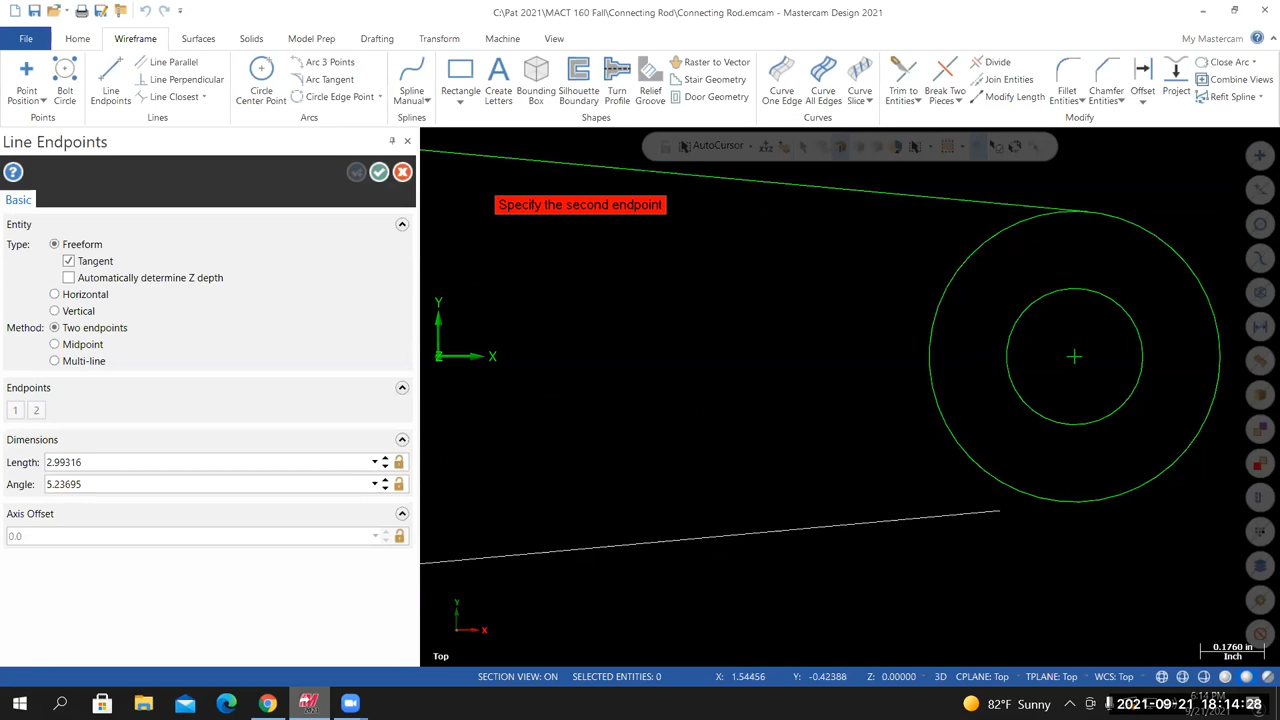 C:\Pat 2021\MACT 160 Fall\Connecting Rod\Connecting Rod.emcam - Mastercam Design 2021
File Home Wireframe Surfaces Solids Model Prep Drafting Transform Machine View My Mastercam
Point Position
Bolt Circle
Points
Line Endpoints
Line Parallel
Line Perpendicular
Line Closest
Lines
Circle Center Point
Arc 3 Points
Arc Tangent
Circle Edge Point
Arcs
Spline Manual
Splines
Rectangle
Create Letters
Bounding Box
Silhouette Boundary
Turn Profile
Relief Groove
Raster to Vector
Stair Geometry
Door Geometry
Shapes
Curve One Edge
Curve All Edges
Curve Slice
Curves
Trim to Entities
Break Two Pieces
Divide
Join Entities
Modify Length
Fillet Entities
Chamfer Entities
Offset
Project
Close Arc
Combine Views
Refit Spline
Modify
Line Endpoints
Basic
Entity
Type: Freeform
Tangent
Automatically determine Z depth
Horizontal
Vertical
Method: Two endpoints
Midpoint
Multi-line
Endpoints
1 2
Dimensions
Length: 2.99316
Angle: 5.23695
Axis Offset
0.0
AutoCursor
Specify the second endpoint
Y
Z X
Y
X
Top
0.1760 in
Inch
SECTION VIEW: ON SELECTED ENTITIES: 0 X: 1.54456 Y: -0.42388 Z: 0.00000 3D CPLANE: Top TPLANE: Top WCS: Top
82°F Sunny
6:14 PM
9/21/2021
2021-09-21 18:14:28